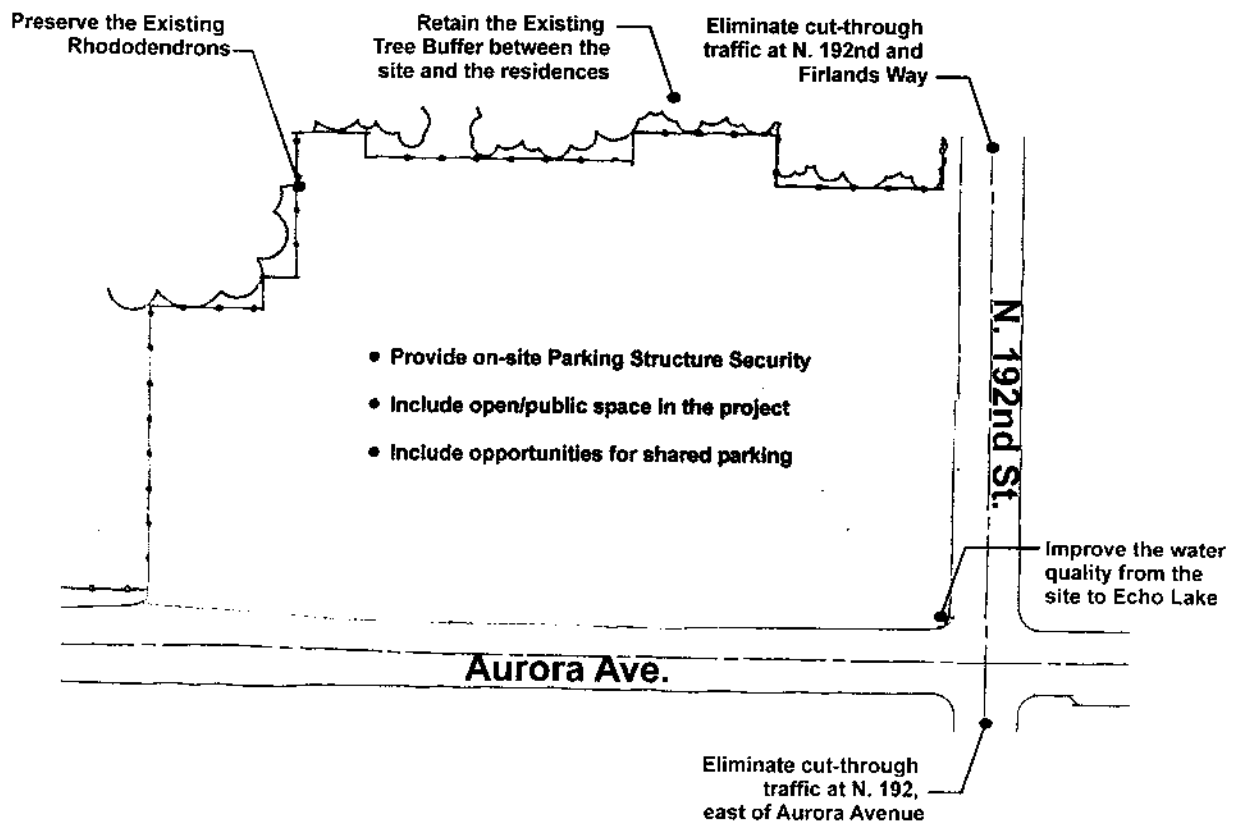 Preserve the Existing
Rhododendrons
Retain the Existing
Tree Buffer between the
site and the residences
Eliminate cut-through
traffic at N. 192nd and
Firlands Way
• Provide on-site Parking Structure Security
• Include open/public space in the project
• Include opportunities for shared parking
N. 192nd St.
Improve the water
quality from the
site to Echo Lake
Aurora Ave.
Eliminate cut-through
traffic at N. 192,
east of Aurora Avenue